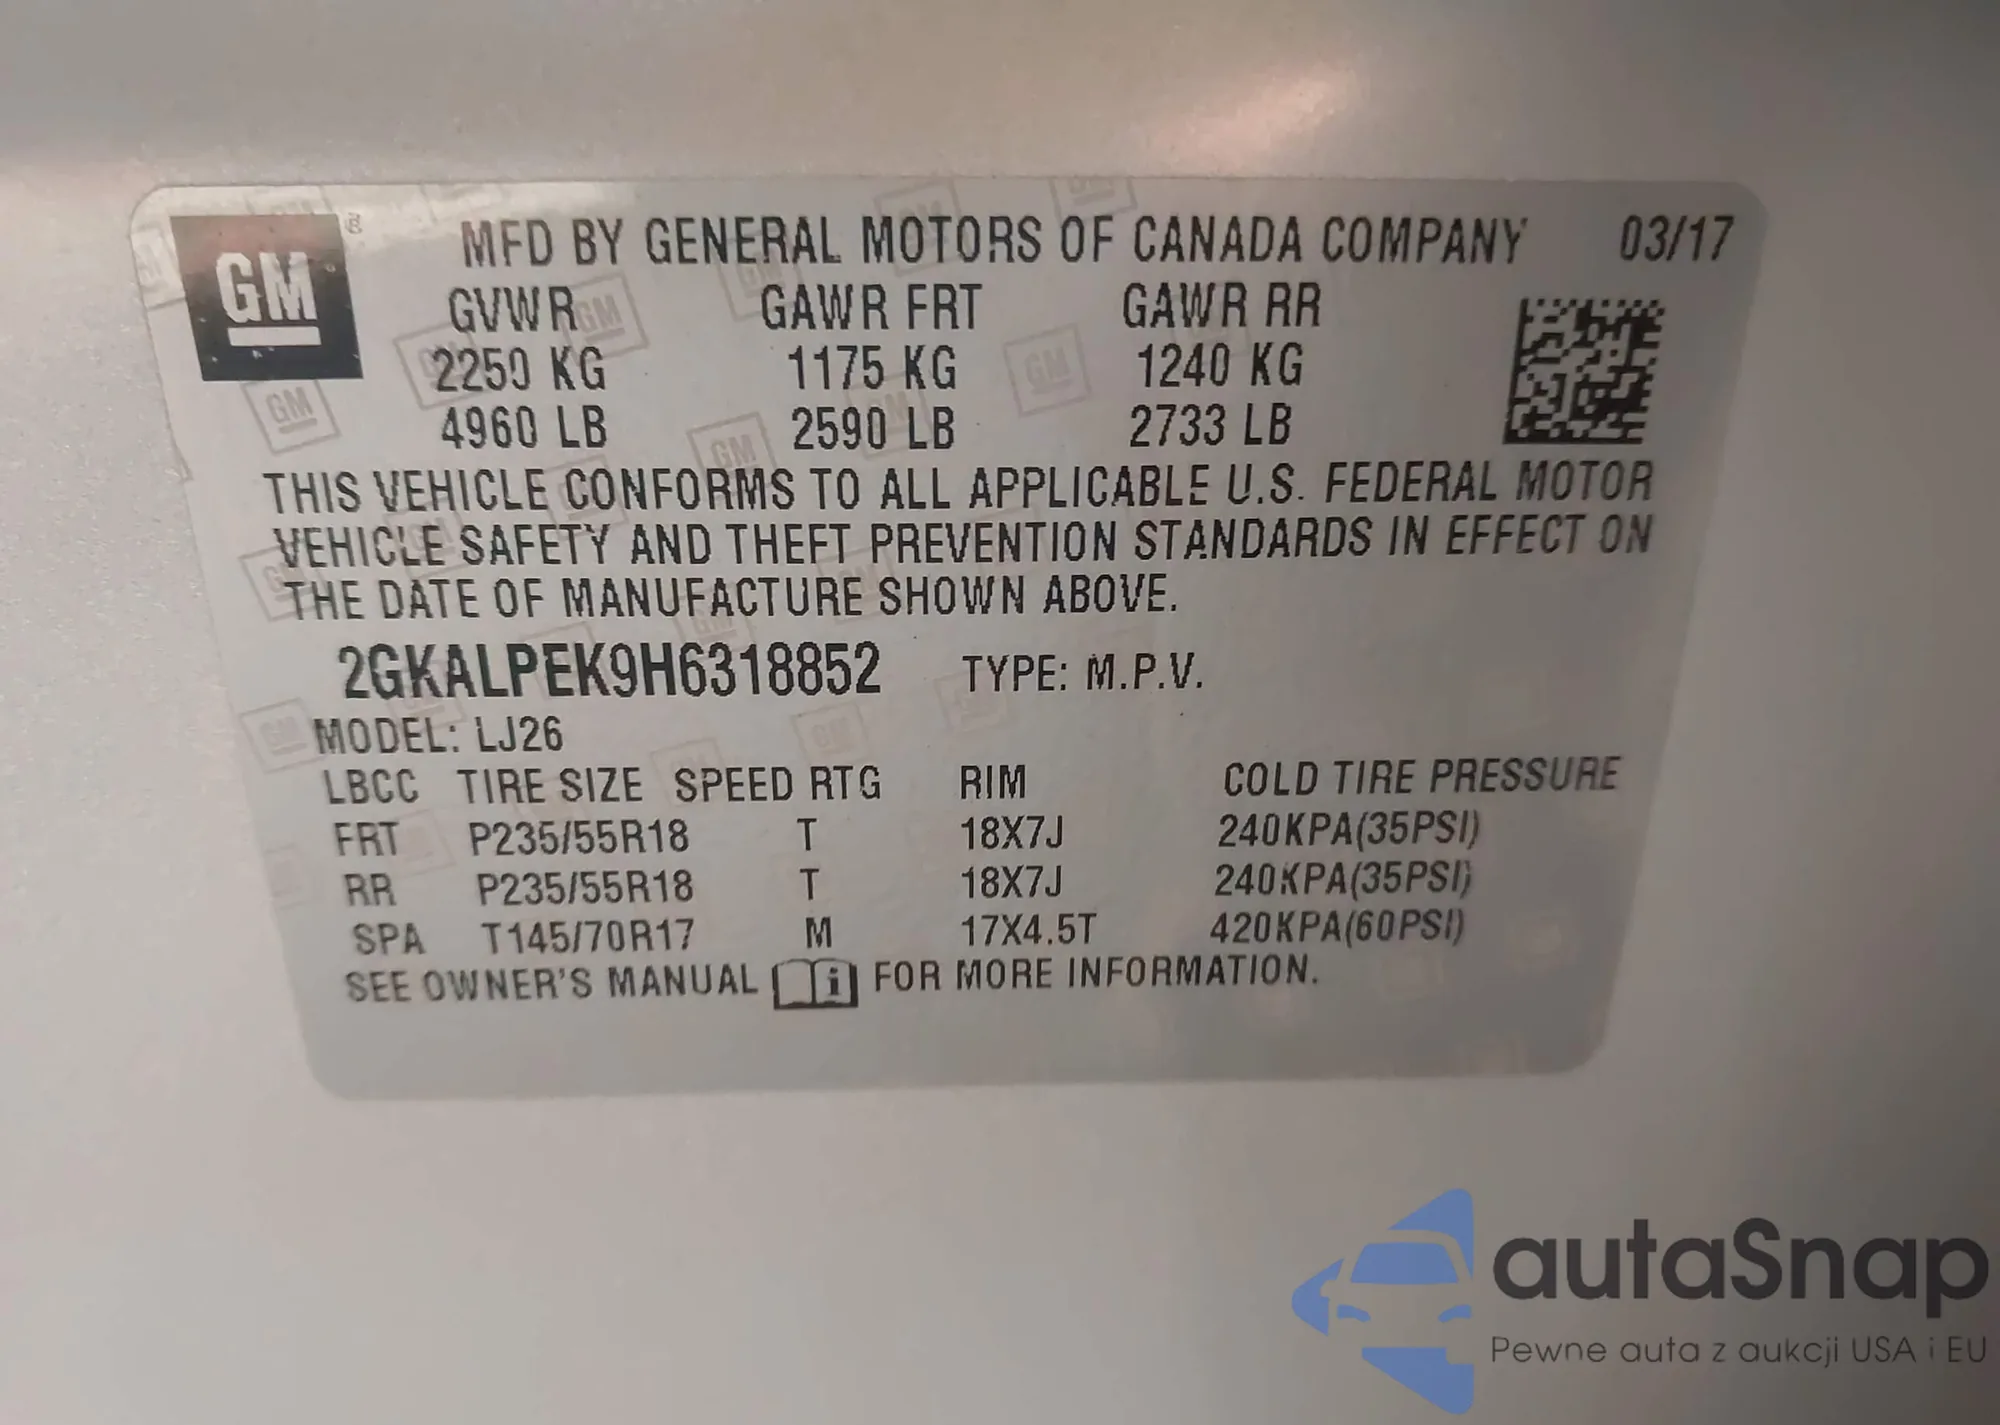 GM
MFD BY GENERAL MOTORS OF CANADA COMPANY 03/17
GVWR GAWR FRT GAWR RR
2250 KG 1175 KG 1240 KG
4960 LB 2590 LB 2733 LB
THIS VEHICLE CONFORMS TO ALL APPLICABLE U.S. FEDERAL MOTOR
VEHICLE SAFETY AND THEFT PREVENTION STANDARDS IN EFFECT ON
THE DATE OF MANUFACTURE SHOWN ABOVE.
2GKALPEK9H6318852 TYPE: M.P.V.
MODEL: LJ26
LBCC TIRE SIZE SPEED RTG RIM COLD TIRE PRESSURE
FRT P235/55R18 T 18X7J 240KPA(35PSI)
RR P235/55R18 T 18X7J 240KPA(35PSI)
SPA T145/70R17 M 17X4.5T 420KPA(60PSI)
SEE OWNER'S MANUAL i FOR MORE INFORMATION.
autaSnap
Pewne auta z aukcji USA i EU